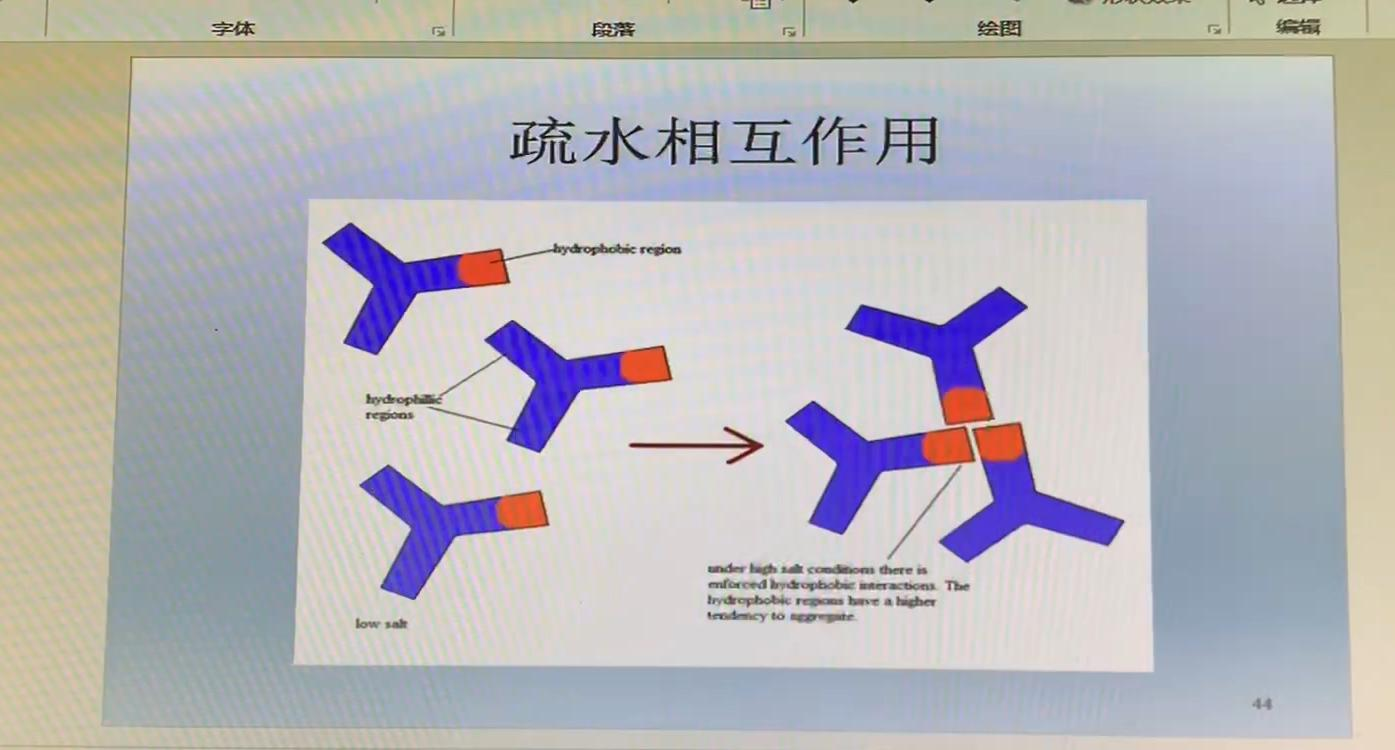 字体
段落
绘图
编辑
疏水相互作用
hydrophobic region
hydrophillic
regions
low salt
under high salt conditions there is
enforced hydrophobic interactions. The
hydrophobic regions have a higher
tendency to aggregate.
44